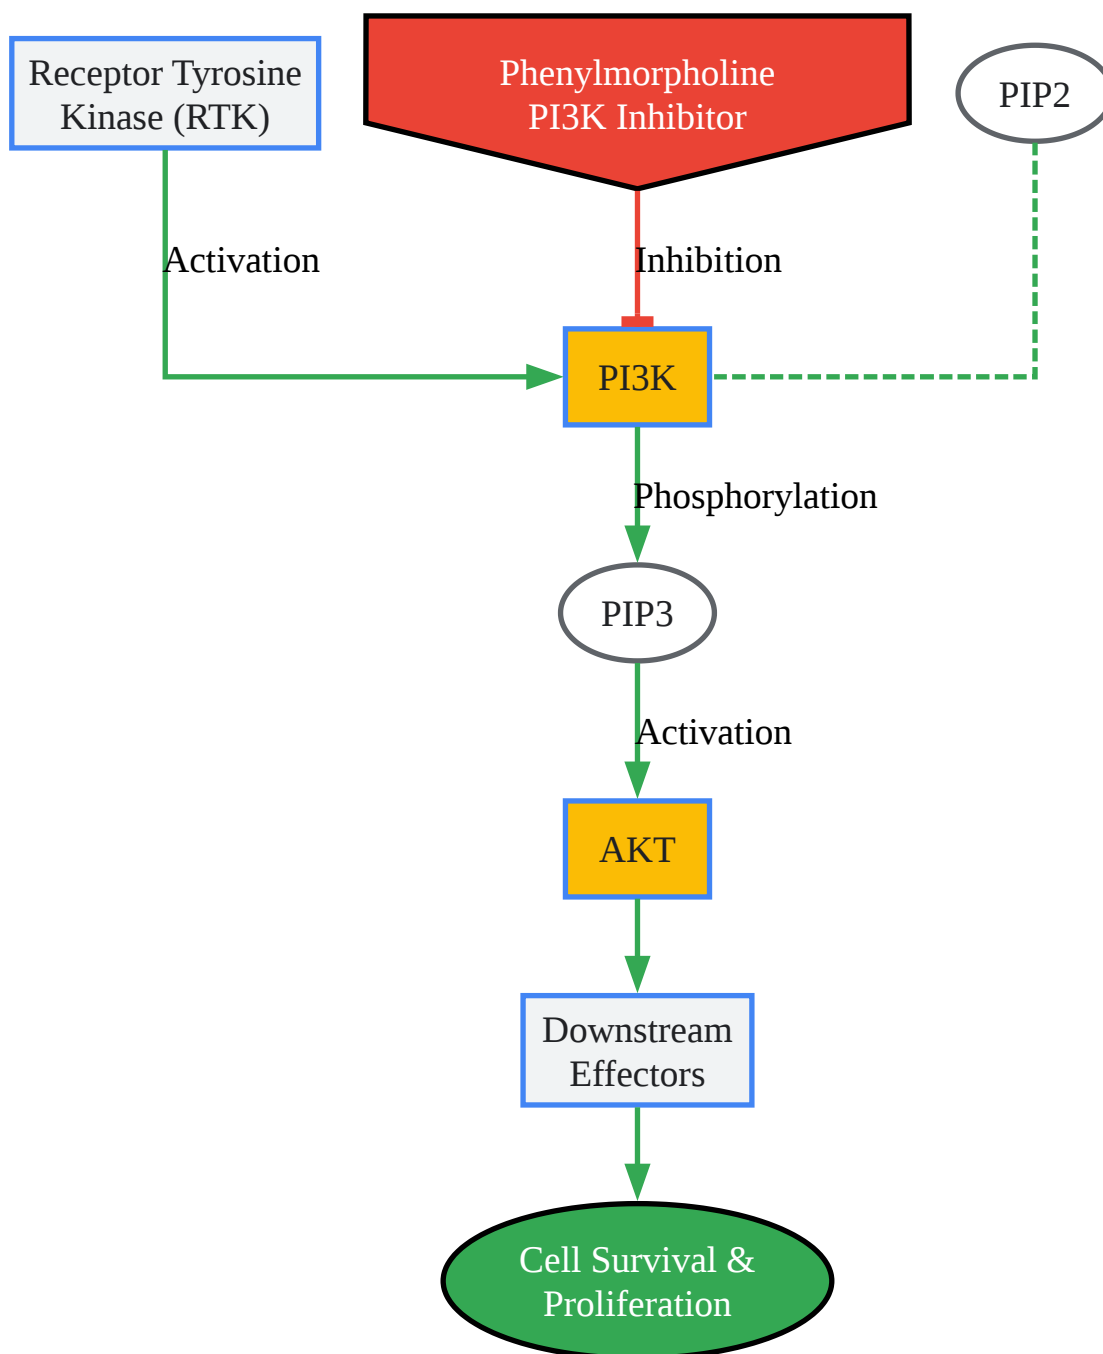 Receptor Tyrosine
Kinase (RTK)
Phenylmorpholine
PI3K Inhibitor
PIP2
Activation
Inhibition
PI3K
Phosphorylation
PIP3
Activation
AKT
Downstream
Effectors
Cell Survival &
Proliferation